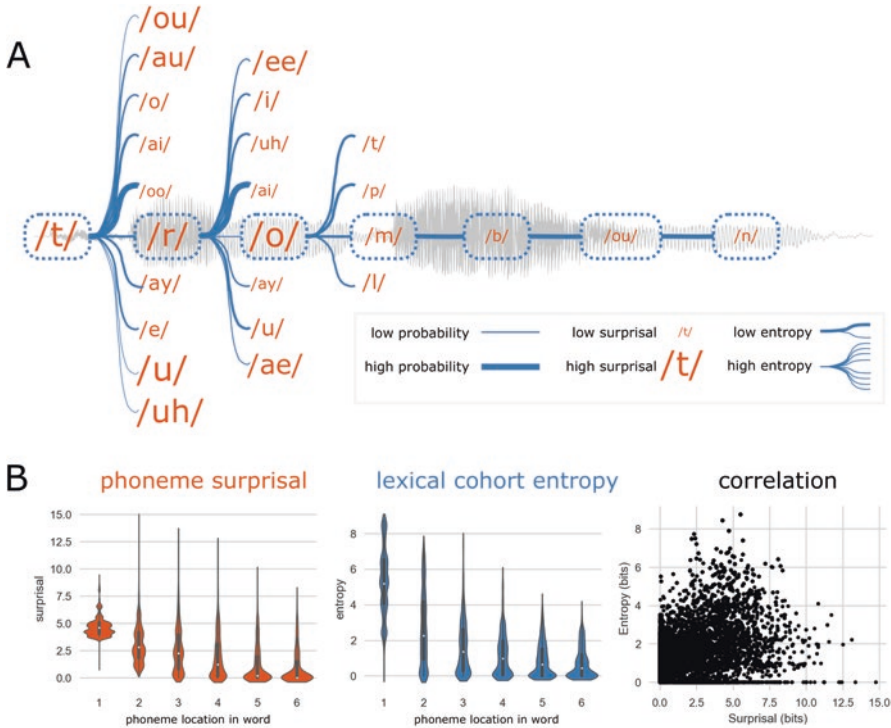 A
/ou/
/au/
/o/
/ai/
/oo/
/ee/
/i/
/uh/
/ai/
/t/
/p/
/t/ /r/ /o/ /m/ /b/ /ou/ /n/
/ay/
/e/
/u/
/uh/
/ay/
/u/
/ae/
/l/
low probability low surprisal /t/ low entropy
high probability high surprisal /t/ high entropy
B
phoneme surprisal
surprisal
15.0
12.5
10.0
7.5
5.0
2.5
0.0
1 2 3 4 5 6
phoneme location in word
lexical cohort entropy
entropy
8
6
4
2
0
1 2 3 4 5 6
phoneme location in word
correlation
Entropy (bits)
8
6
4
2
0
0.0 2.5 5.0 7.5 10.0 12.5 15.0
Surprisal (bits)